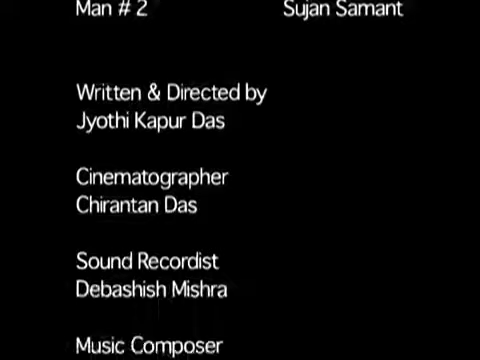 Man # 2 Sujan Samant
Written & Directed by
Jyothi Kapur Das
Cinematographer
Chirantan Das
Sound Recordist
Debashish Mishra
Music Composer